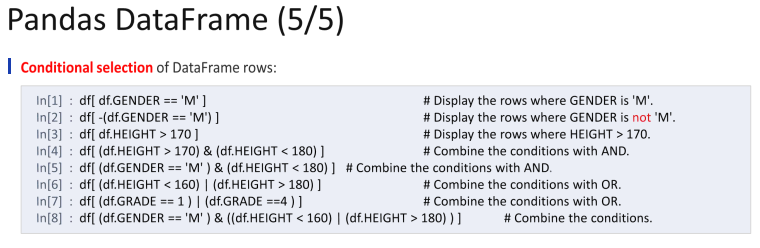 Pandas DataFrame (5/5)
Conditional selection of DataFrame rows:
In[1] : df[ df.GENDER == 'M' ] # Display the rows where GENDER is 'M'.
In[2] : df[ -(df.GENDER == 'M') ] # Display the rows where GENDER is not 'M'.
In[3] : df[ df.HEIGHT > 170 ] # Display the rows where HEIGHT > 170.
In[4] : df[ (df.HEIGHT > 170) & (df.HEIGHT < 180) ] # Combine the conditions with AND.
In[5] : df[ (df.GENDER == 'M' ) & (df.HEIGHT < 180) ] # Combine the conditions with AND.
In[6] : df[ (df.HEIGHT < 160) | (df.HEIGHT > 180) ] # Combine the conditions with OR.
In[7] : df[ (df.GRADE == 1 ) | (df.GRADE ==4 ) ] # Combine the conditions with OR.
In[8] : df[ (df.GENDER == 'M' ) & ((df.HEIGHT < 160) | (df.HEIGHT > 180) ) ] # Combine the conditions.